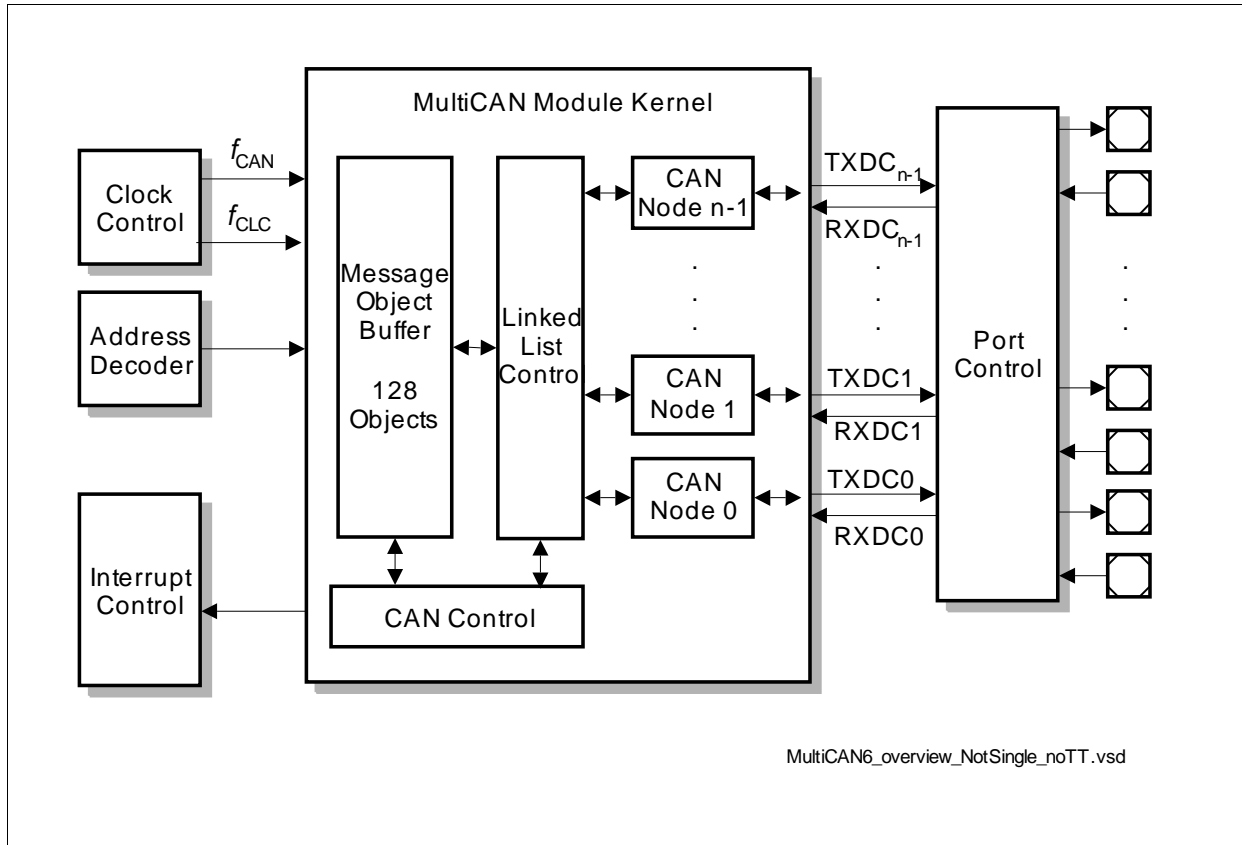 MultiCAN Module Kernel
fCAN
Clock
Control
fCLC
Address
Decoder
Interrupt
Control
Message
Object
Buffer
128
Objects
Linked
List
Control
CAN
Node n-1
.
.
.
CAN
Node 1
CAN
Node 0
CAN Control
TXDCn-1
RXDCn-1
.
.
.
TXDC1
RXDC1
TXDC0
RXDC0
Port
Control
.
.
.
MultiCAN6_overview_NotSingle_noTT.vsd